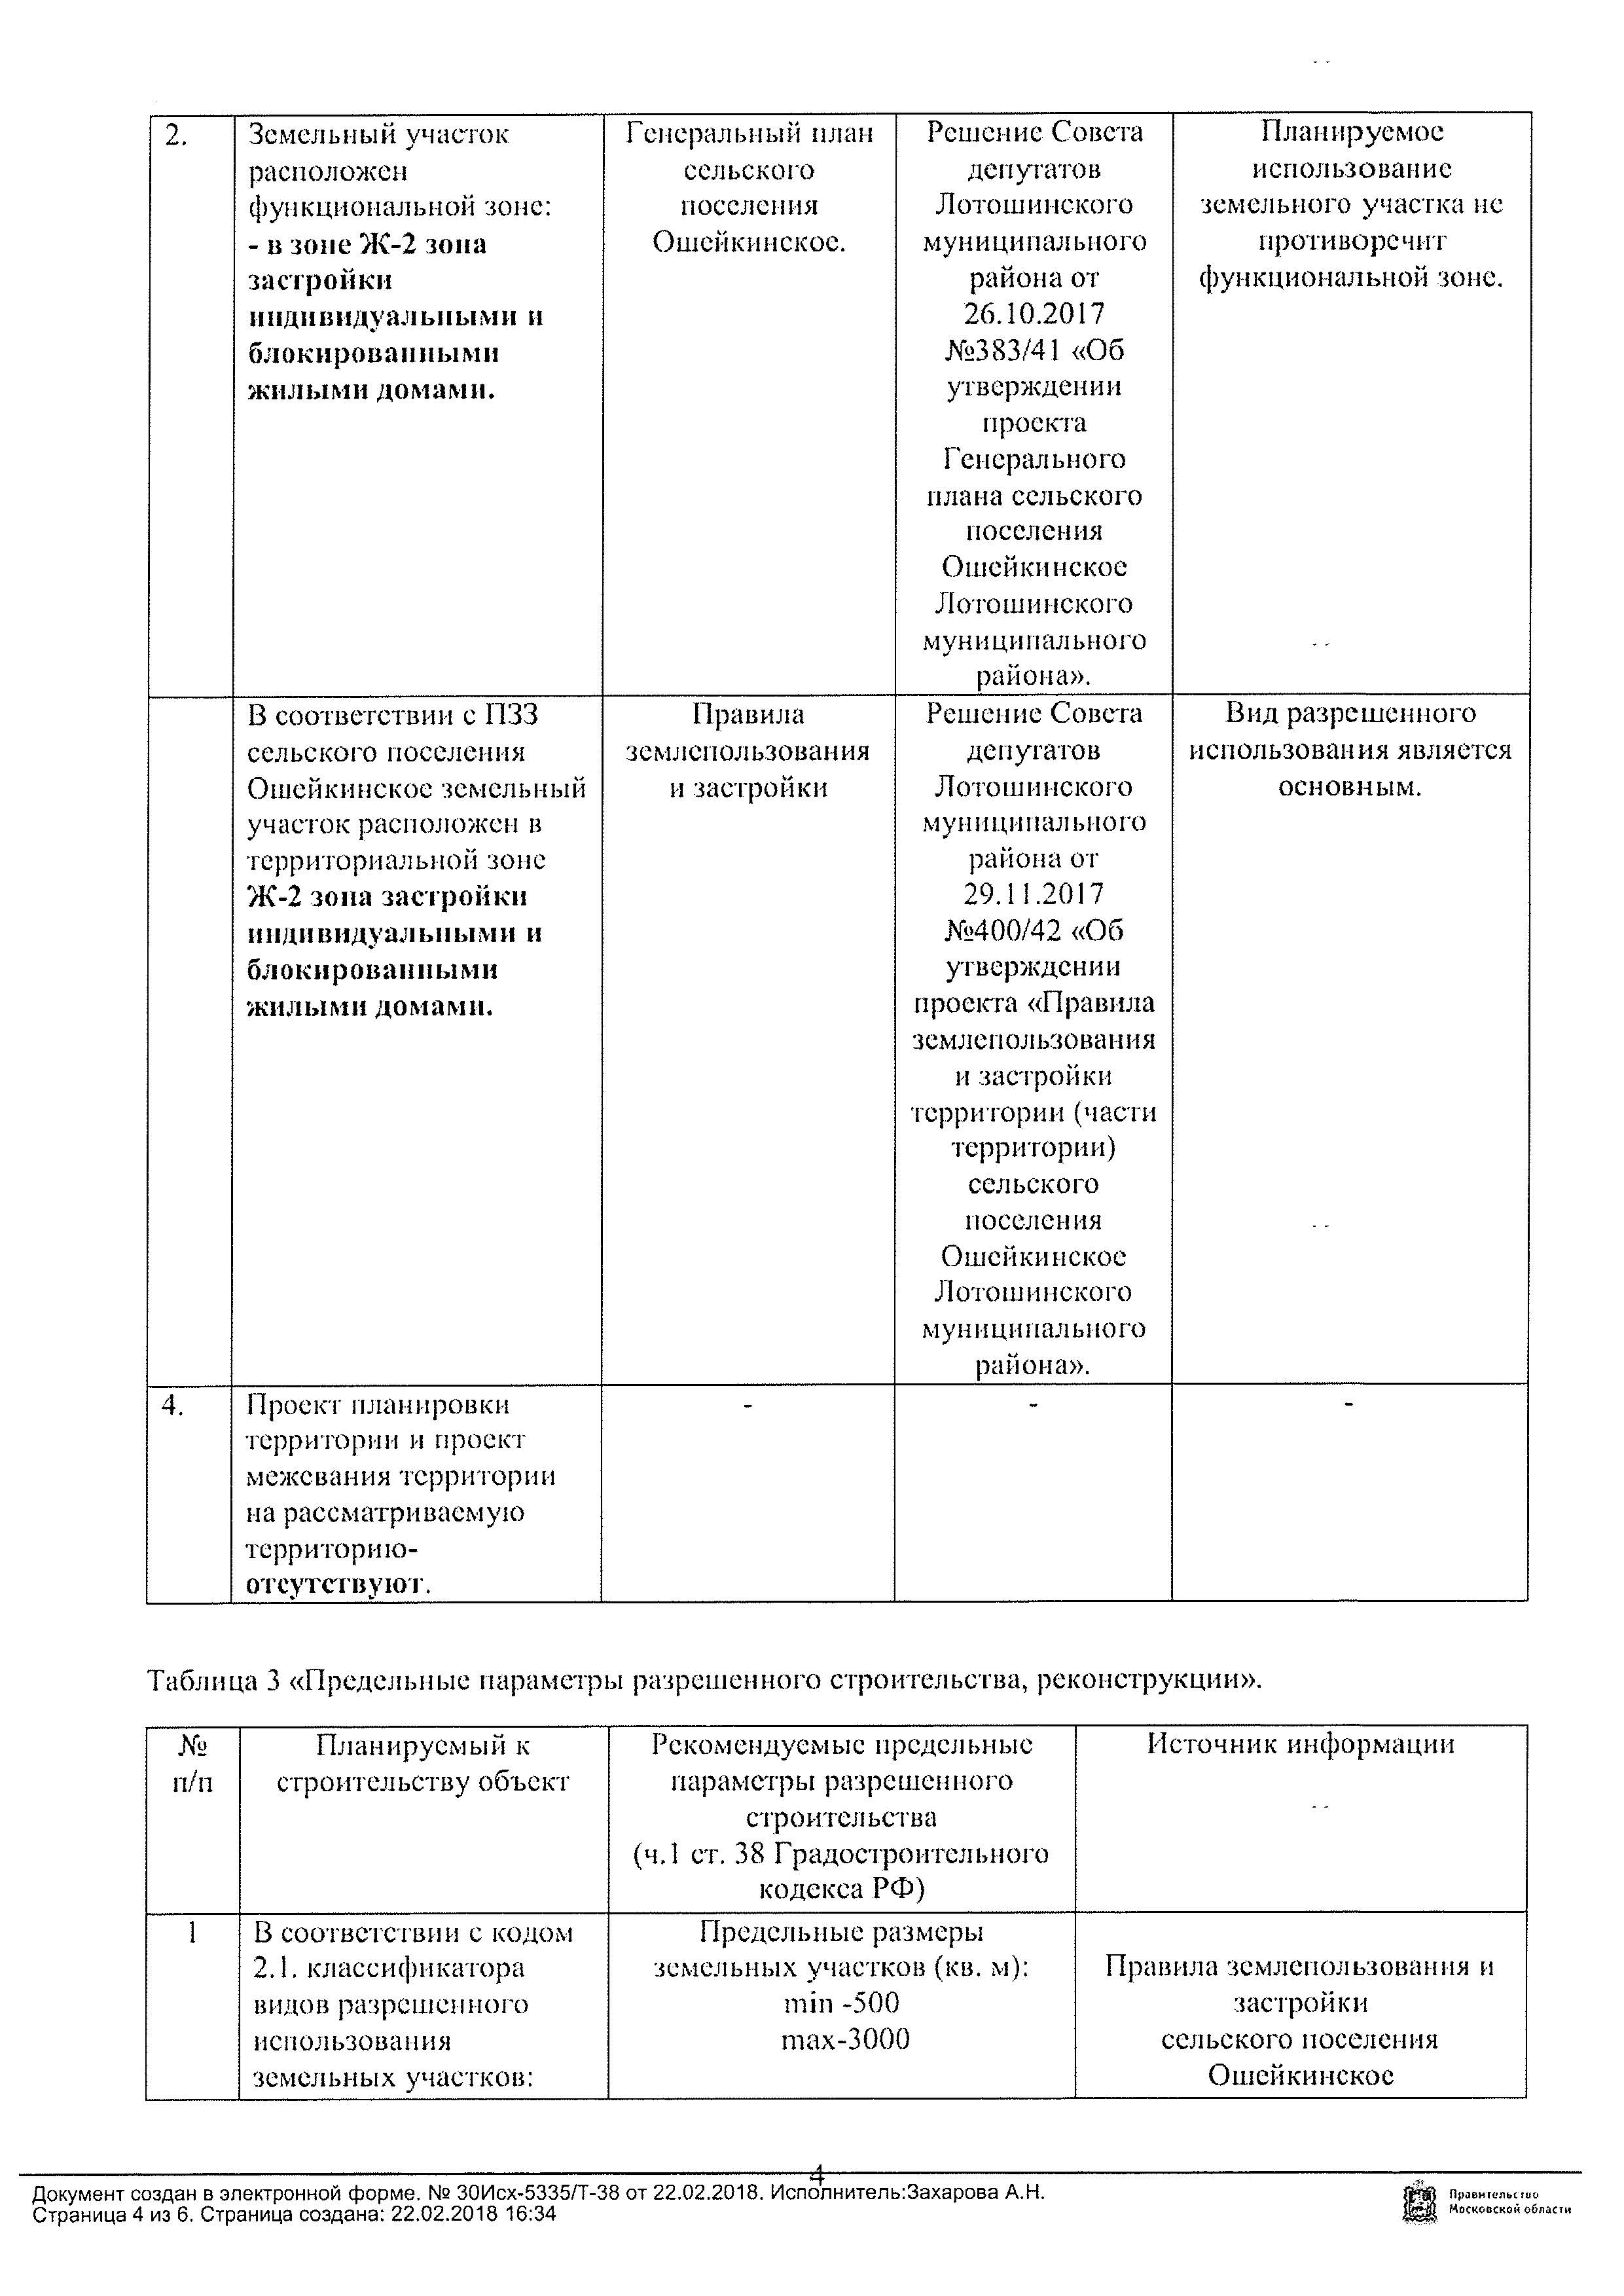 2.
Земельный участок
расположен
функциональной зоне:
- в зоне Ж-2 зона
застройки
индивидуальными и
блокированными
жилыми домами.
Генеральный план
сельского
поселения
Ошейкинское.
Решение Совета
депутатов
Лотошинского
муниципального
района от
26.10.2017
№383/41 «Об
утверждении
проекта
Генерального
плана сельского
поселения
Ошейкинское
Лотошинского
муниципального
района».
Планируемое
использование
земельного участка не
противоречит
функциональной зоне.
В соответствии с ПЗЗ
сельского поселения
Ошейкинское земельный
участок расположен в
территориальной зоне
Ж-2 зона застройки
индивидуальными и
блокированными
жилыми домами.
Правила
землепользования
и застройки
Решение Совета
депутатов
Лотошинского
муниципального
района от
29.11.2017
№400/42 «Об
утверждении
проекта «Правила
землепользования
и застройки
территории (части
территории)
сельского
поселения
Ошейкинское
Лотошинского
муниципального
района».
Вид разрешенного
использования является
основным.
4.
Проект планировки
территории и проект
межевания территории
на рассматриваемую
территорию-
отсутствуют.
-
-
-
Таблица 3 «Предельные параметры разрешенного строительства, реконструкции».
№
п/п
Планируемый к
строительству объект
Рекомендуемые предельные
параметры разрешенного
строительства
(ч.1 ст. 38 Градостроительного
кодекса РФ)
Источник информации
1
В соответствии с кодом
2.1. классификатора
видов разрешенного
использования
земельных участков:
Предельные размеры
земельных участков (кв. м):
min -500
max-3000
Правила землепользования и
застройки
сельского поселения
Ошейкинское
4
Документ создан в электронной форме. № 30Исх-5335/Т-38 от 22.02.2018. Исполнитель:Захарова А.Н.
Страница 4 из 6. Страница создана: 22.02.2018 16:34
Правительство
Московской области